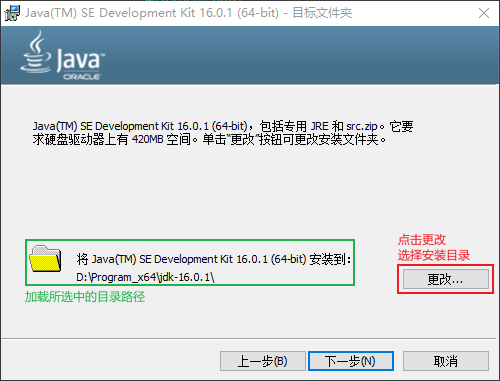 Java(TM) SE Development Kit 16.0.1 (64-bit) - 目标文件夹
Java™
ORACLE
Java(TM) SE Development Kit 16.0.1 (64-bit)，包括专用 JRE 和 src.zip。它要
求硬盘驱动器上有 420MB 空间。单击“更改”按钮可更改安装文件夹。
点击更改
选择安装目录
将 Java(TM) SE Development Kit 16.0.1 (64-bit) 安装到：
D:\Program_x64\jdk-16.0.1\
更改...
加载所选中的目录路径
上一步(B)
下一步(N)
取消